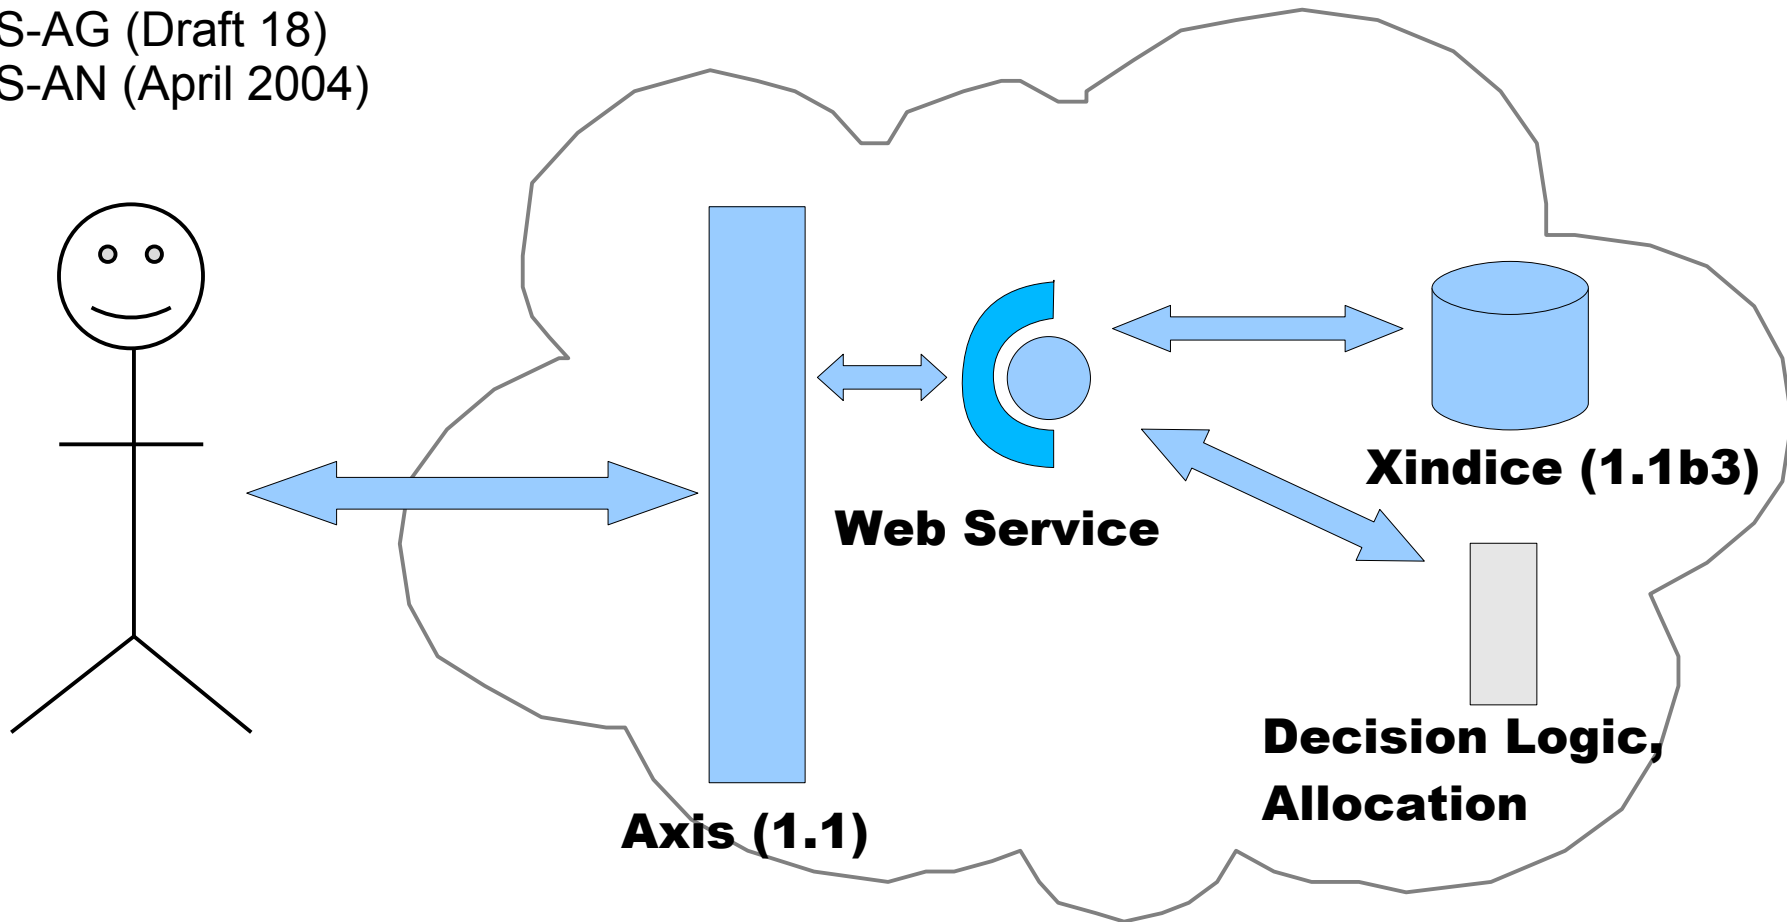 S-AG (Draft 18)
S-AN (April 2004)
Xindice (1.1b3)
Web Service
Decision Logic,
Allocation
Axis (1.1)